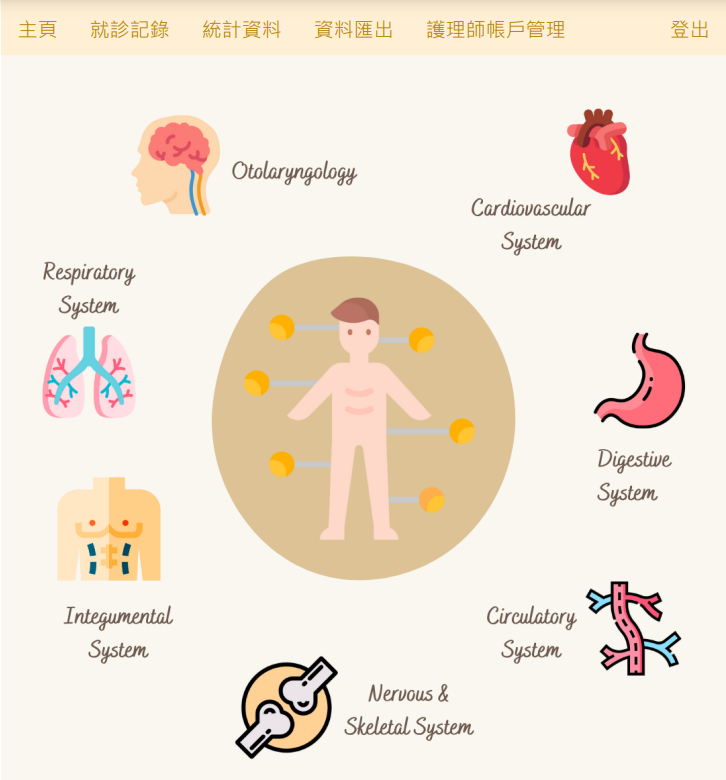 主頁 就診記錄 統計資料 資料匯出 護理師帳戶管理 登出
Otolaryngology
Cardiovascular
System
Respiratory
System
Digestive
System
Integumental
System
Circulatory
System
Nervous &
Skeletal System